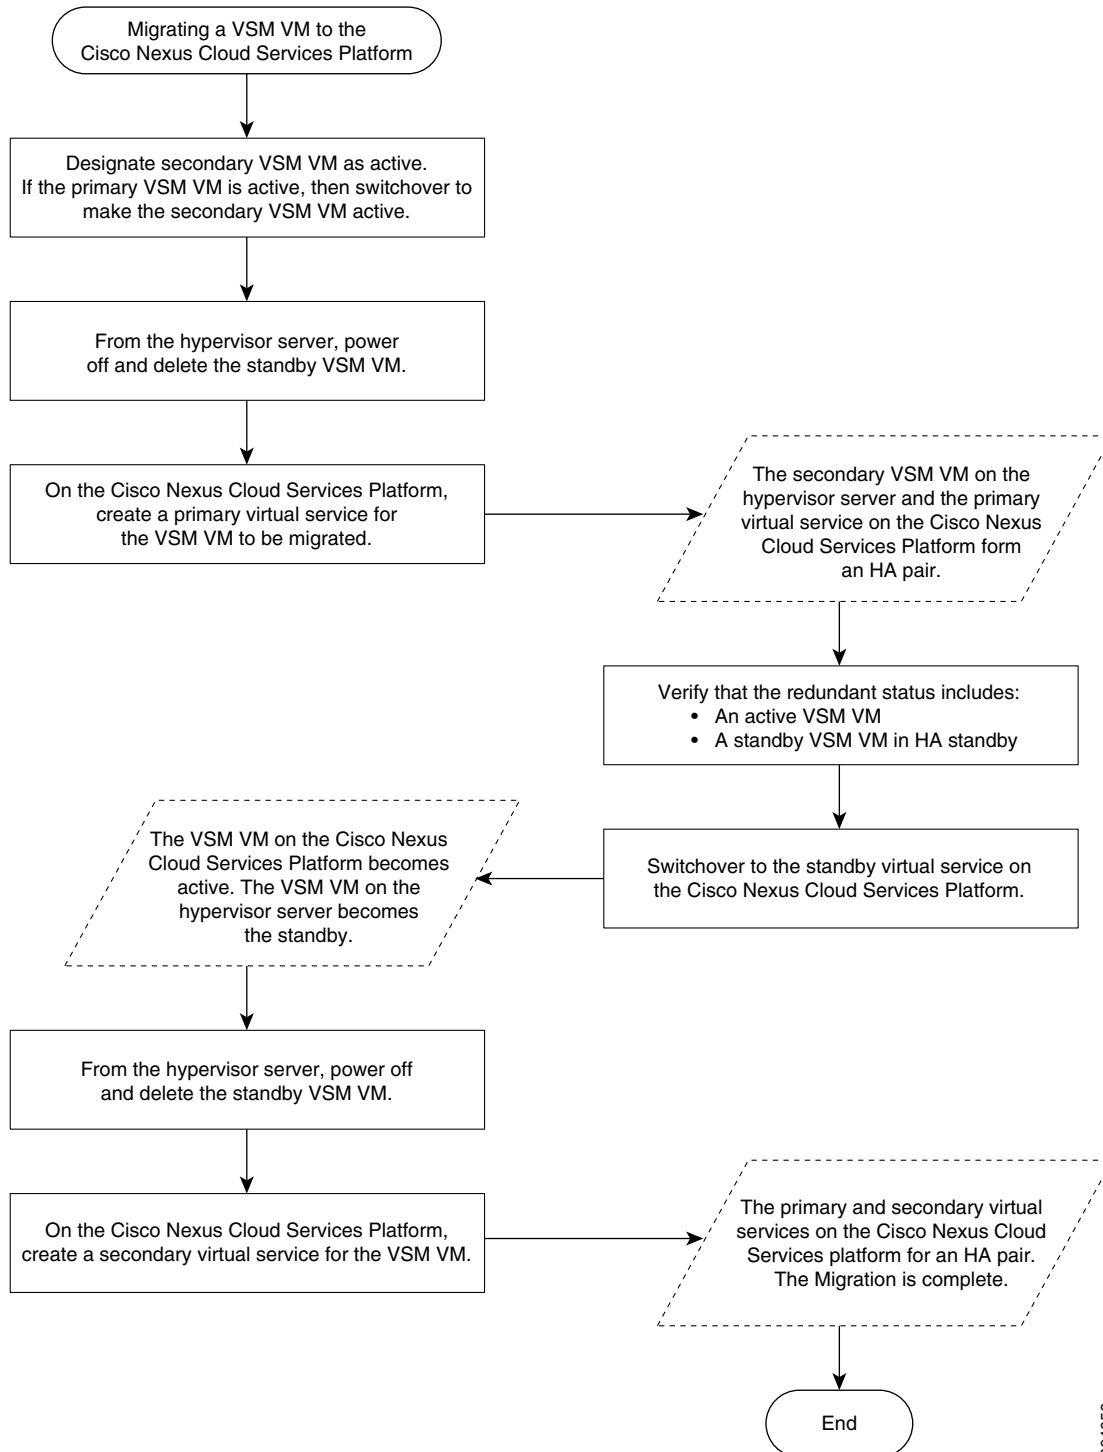 Migrating a VSM VM to the
Cisco Nexus Cloud Services Platform
Designate secondary VSM VM as active.
If the primary VSM VM is active, then switchover to
make the secondary VSM VM active.
From the hypervisor server, power
off and delete the standby VSM VM.
On the Cisco Nexus Cloud Services Platform,
create a primary virtual service for
the VSM VM to be migrated.
The secondary VSM VM on the
hypervisor server and the primary
virtual service on the Cisco Nexus
Cloud Services Platform form
an HA pair.
Verify that the redundant status includes:
• An active VSM VM
• A standby VSM VM in HA standby
Switchover to the standby virtual service on
the Cisco Nexus Cloud Services Platform.
The VSM VM on the Cisco Nexus
Cloud Services Platform becomes
active. The VSM VM on the
hypervisor server becomes
the standby.
From the hypervisor server, power off
and delete the standby VSM VM.
On the Cisco Nexus Cloud Services Platform,
create a secondary virtual service for the VSM VM.
The primary and secondary virtual
services on the Cisco Nexus Cloud
Services platform for an HA pair.
The Migration is complete.
End